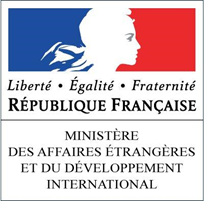 Liberté • Égalité • Fraternité
RÉPUBLIQUE FRANÇAISE
MINISTÈRE
DES AFFAIRES ÉTRANGÈRES
ET DU DÉVELOPPEMENT
INTERNATIONAL